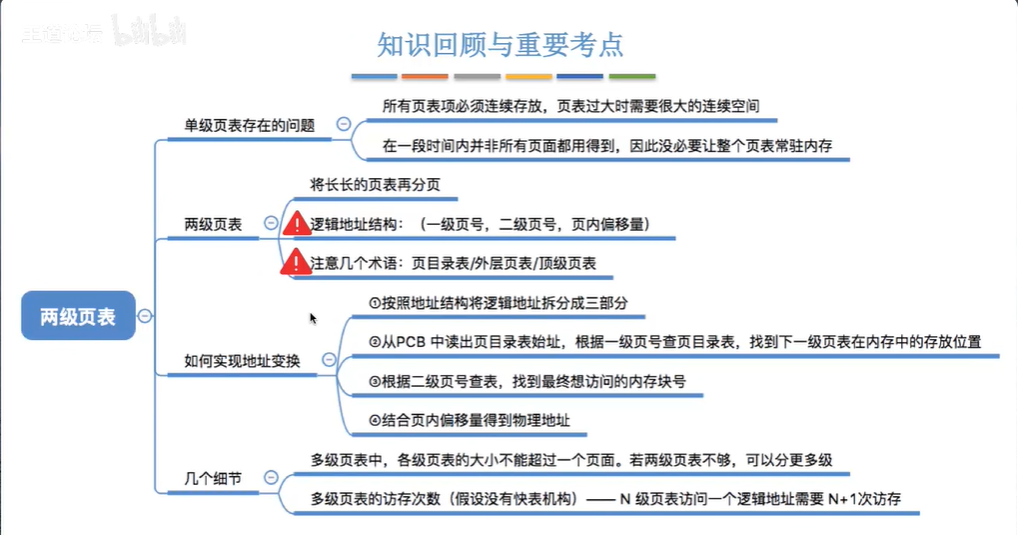 王道论坛 bilibili
知识回顾与重要考点
两级页表
单级页表存在的问题
所有页表项必须连续存放，页表过大时需要很大的连续空间
在一段时间内并非所有页面都用得到，因此没必要让整个页表常驻内存
两级页表
将长长的页表再分页
逻辑地址结构：（一级页号，二级页号，页内偏移量）
注意几个术语：页目录表/外层页表/顶级页表
如何实现地址变换
①按照地址结构将逻辑地址拆分成三部分
②从PCB 中读出页目录表始址，根据一级页号查页目录表，找到下一级页表在内存中的存放位置
③根据二级页号查表，找到最终想访问的内存块号
④结合页内偏移量得到物理地址
几个细节
多级页表中，各级页表的大小不能超过一个页面。若两级页表不够，可以分更多级
多级页表的访存次数（假设没有快表机构）—— N 级页表访问一个逻辑地址需要 N+1次访存